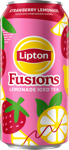 STRAWBERRY LEMONADE
Lipton
FUSIONS
LEMONADE ICED TEA